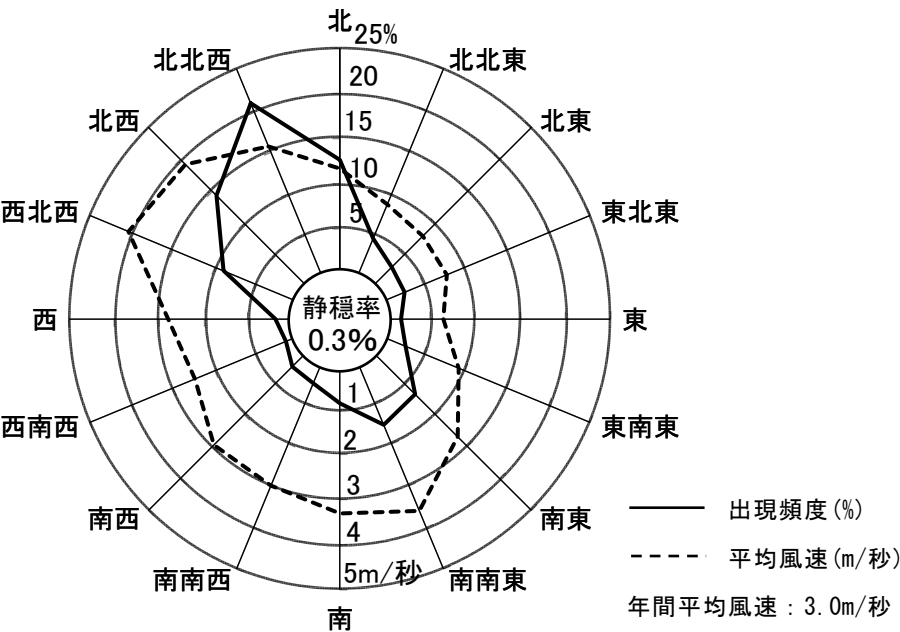 北
25%
北北西
北北東
20
北西
15
北東
10
西北西
5
東北東
静穏率
0.3%
西
東
1
西南西
2
東南東
3
南西
4
南東
5m/秒
南南西
南南東
南
出現頻度(%)
平均風速(m/秒)
年間平均風速:3.0m/秒